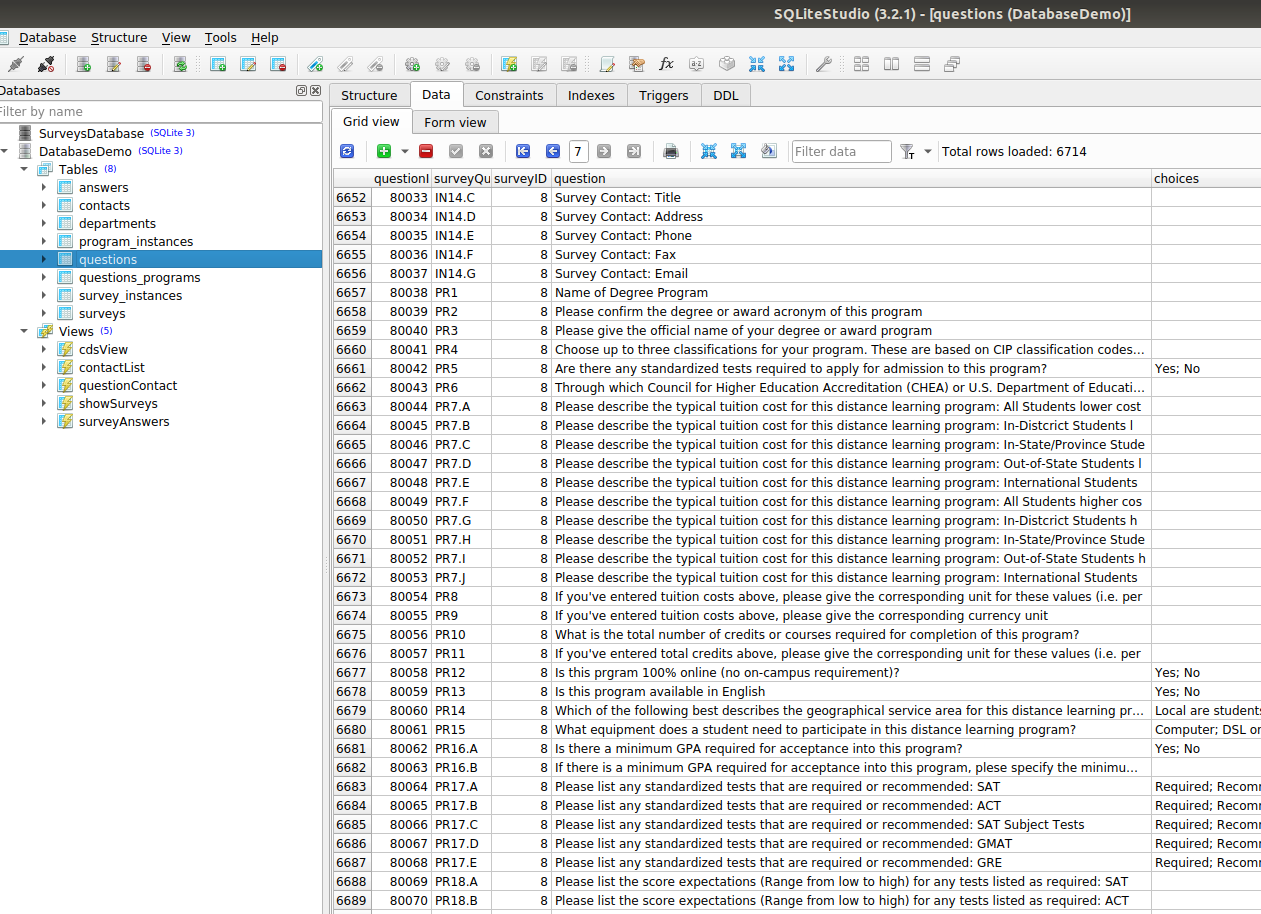 SQLiteStudio (3.2.1) - [questions (DatabaseDemo)]
Database Structure View Tools Help
Databases
Filter by name
SurveysDatabase (SQLite 3)
DatabaseDemo (SQLite 3)
Tables (8)
answers
contacts
departments
program_instances
questions
questions_programs
survey_instances
surveys
Views (5)
cdsView
contactList
questionContact
showSurveys
surveyAnswers
Structure Data Constraints Indexes Triggers DDL
Grid view Form view
7 Filter data Total rows loaded: 6714
questionI surveyQu surveyID question choices
6652 80033 IN14.C 8 Survey Contact: Title
6653 80034 IN14.D 8 Survey Contact: Address
6654 80035 IN14.E 8 Survey Contact: Phone
6655 80036 IN14.F 8 Survey Contact: Fax
6656 80037 IN14.G 8 Survey Contact: Email
6657 80038 PR1 8 Name of Degree Program
6658 80039 PR2 8 Please confirm the degree or award acronym of this program
6659 80040 PR3 8 Please give the official name of your degree or award program
6660 80041 PR4 8 Choose up to three classifications for your program. These are based on CIP classification codes...
6661 80042 PR5 8 Are there any standardized tests required to apply for admission to this program? Yes; No
6662 80043 PR6 8 Through which Council for Higher Education Accreditation (CHEA) or U.S. Department of Educati...
6663 80044 PR7.A 8 Please describe the typical tuition cost for this distance learning program: All Students lower cost
6664 80045 PR7.B 8 Please describe the typical tuition cost for this distance learning program: In-Distcrict Students l
6665 80046 PR7.C 8 Please describe the typical tuition cost for this distance learning program: In-State/Province Stude
6666 80047 PR7.D 8 Please describe the typical tuition cost for this distance learning program: Out-of-State Students l
6667 80048 PR7.E 8 Please describe the typical tuition cost for this distance learning program: International Students
6668 80049 PR7.F 8 Please describe the typical tuition cost for this distance learning program: All Students higher cos
6669 80050 PR7.G 8 Please describe the typical tuition cost for this distance learning program: In-Distcrict Students h
6670 80051 PR7.H 8 Please describe the typical tuition cost for this distance learning program: In-State/Province Stude
6671 80052 PR7.I 8 Please describe the typical tuition cost for this distance learning program: Out-of-State Students h
6672 80053 PR7.J 8 Please describe the typical tuition cost for this distance learning program: International Students
6673 80054 PR8 8 If you've entered tuition costs above, please give the corresponding unit for these values (i.e. per
6674 80055 PR9 8 If you've entered tuition costs above, please give the corresponding currency unit
6675 80056 PR10 8 What is the total number of credits or courses required for completion of this program?
6676 80057 PR11 8 If you've entered total credits above, please give the corresponding unit for these values (i.e. per
6677 80058 PR12 8 Is this prgram 100% online (no on-campus requirement)? Yes; No
6678 80059 PR13 8 Is this program available in English Yes; No
6679 80060 PR14 8 Which of the following best describes the geographical service area for this distance learning pr... Local are students
6680 80061 PR15 8 What equipment does a student need to participate in this distance learning program? Computer; DSL or
6681 80062 PR16.A 8 Is there a minimum GPA required for acceptance into this program? Yes; No
6682 80063 PR16.B 8 If there is a minimum GPA required for acceptance into this program, plese specify the minimu...
6683 80064 PR17.A 8 Please list any standardized tests that are required or recommended: SAT Required; Recom
6684 80065 PR17.B 8 Please list any standardized tests that are required or recommended: ACT Required; Recom
6685 80066 PR17.C 8 Please list any standardized tests that are required or recommended: SAT Subject Tests Required; Recom
6686 80067 PR17.D 8 Please list any standardized tests that are required or recommended: GMAT Required; Recom
6687 80068 PR17.E 8 Please list any standardized tests that are required or recommended: GRE Required; Recom
6688 80069 PR18.A 8 Please list the score expectations (Range from low to high) for any tests listed as required: SAT
6689 80070 PR18.B 8 Please list the score expectations (Range from low to high) for any tests listed as required: ACT